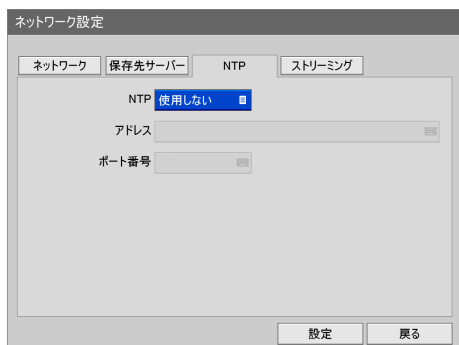 ネットワーク設定
ネットワーク 保存先サーバー NTP ストリーミング
NTP 使用しない
アドレス
ポート番号
設定 戻る